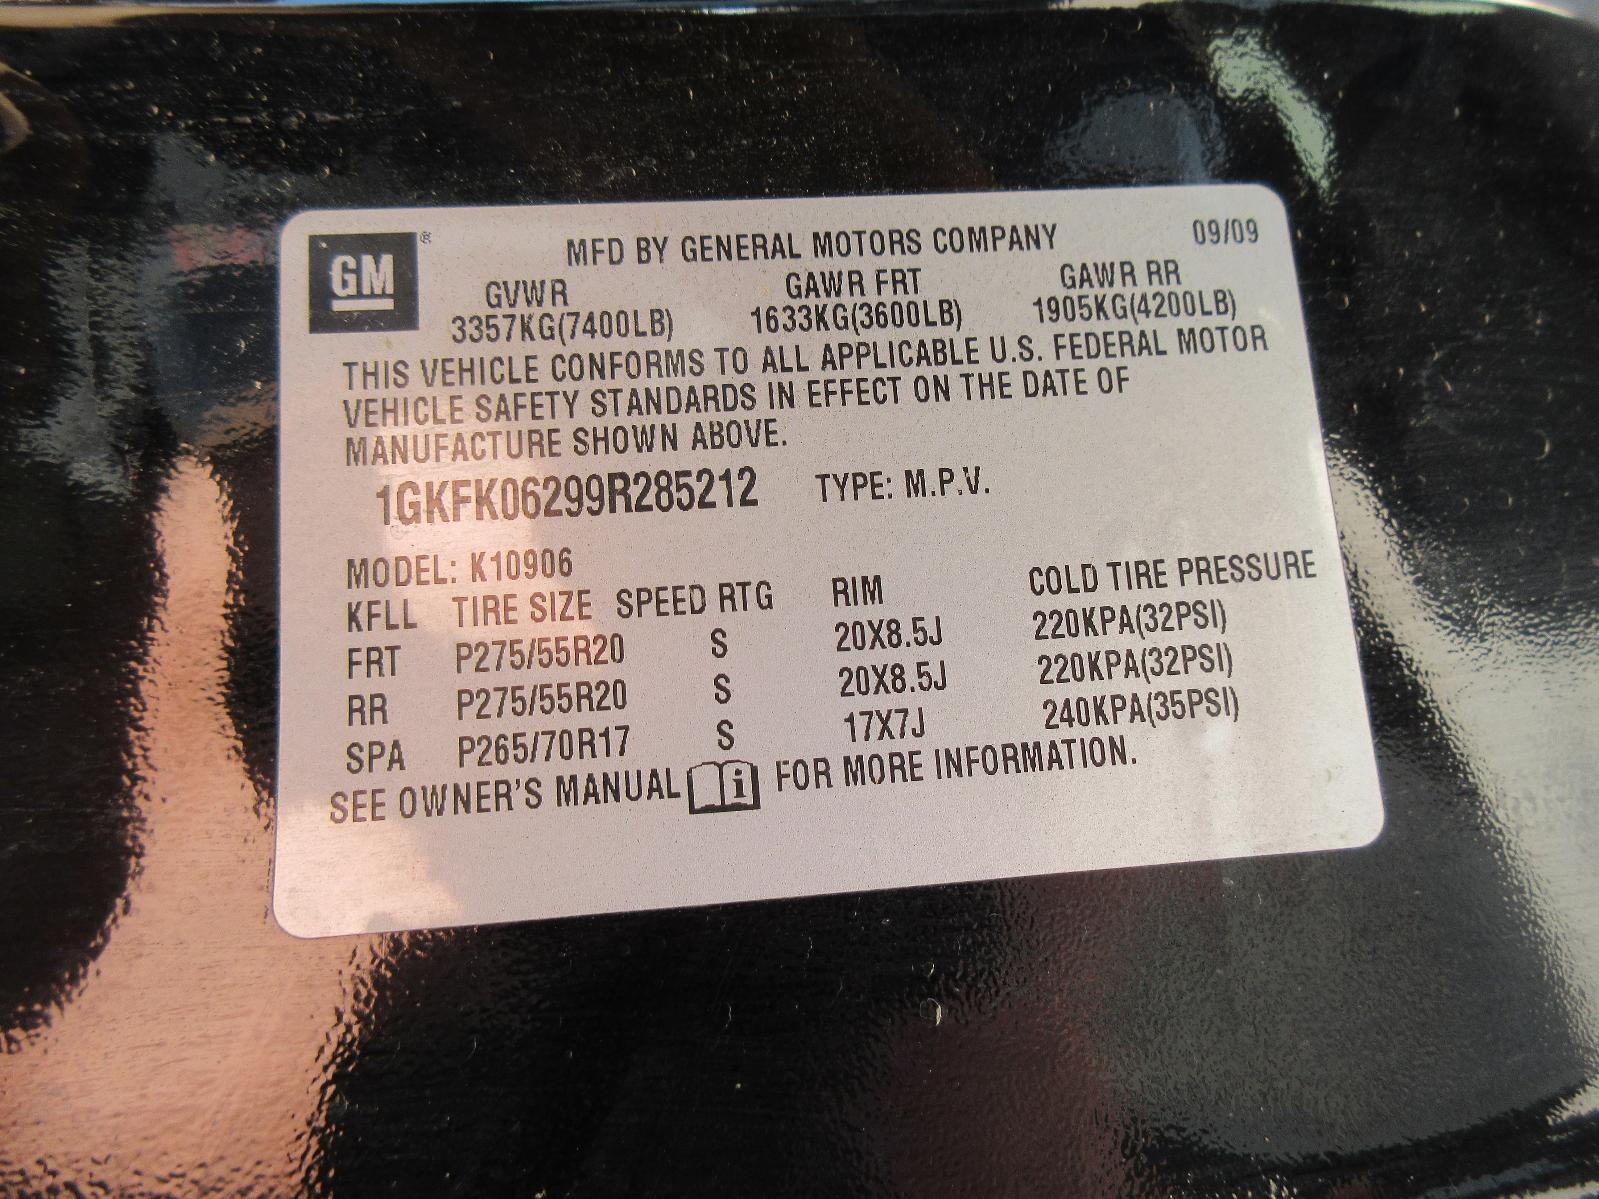 GM ®
MFD BY GENERAL MOTORS COMPANY 09/09
GVWR GAWR FRT GAWR RR
3357KG(7400LB) 1633KG(3600LB) 1905KG(4200LB)
THIS VEHICLE CONFORMS TO ALL APPLICABLE U.S. FEDERAL MOTOR
VEHICLE SAFETY STANDARDS IN EFFECT ON THE DATE OF
MANUFACTURE SHOWN ABOVE.
1GKFK06299R285212 TYPE: M.P.V.
MODEL: K10906
KFLL TIRE SIZE SPEED RTG RIM COLD TIRE PRESSURE
FRT P275/55R20 S 20X8.5J 220KPA(32PSI)
RR P275/55R20 S 20X8.5J 220KPA(32PSI)
SPA P265/70R17 S 17X7J 240KPA(35PSI)
SEE OWNER'S MANUAL i FOR MORE INFORMATION.